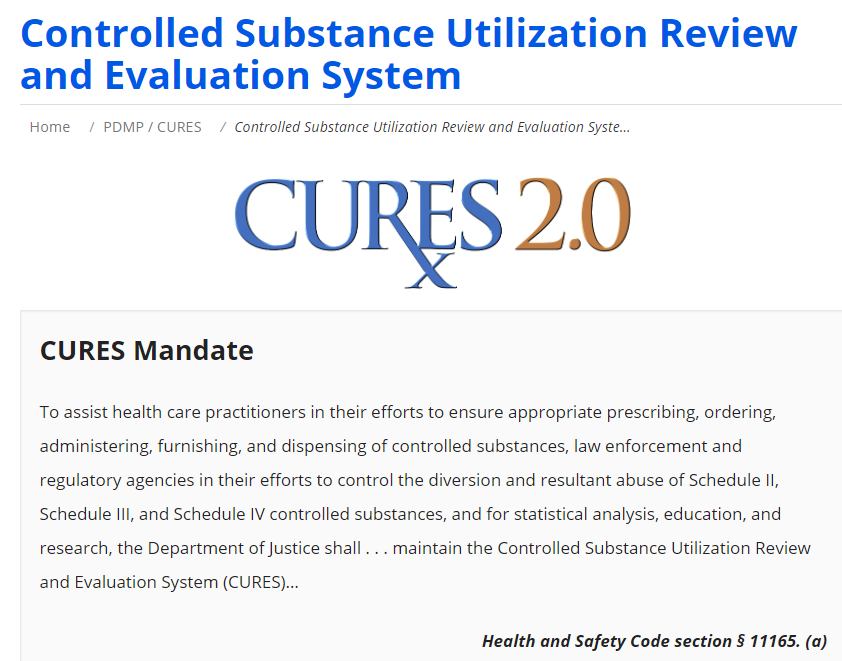 Controlled Substance Utilization Review
and Evaluation System
Home / PDMP / CURES / Controlled Substance Utilization Review and Evaluation Syste...
CURES 2.0
CURES Mandate
To assist health care practitioners in their efforts to ensure appropriate prescribing, ordering,
administering, furnishing, and dispensing of controlled substances, law enforcement and
regulatory agencies in their efforts to control the diversion and resultant abuse of Schedule II,
Schedule III, and Schedule IV controlled substances, and for statistical analysis, education, and
research, the Department of Justice shall . . . maintain the Controlled Substance Utilization Review
and Evaluation System (CURES)...
Health and Safety Code section § 11165. (a)